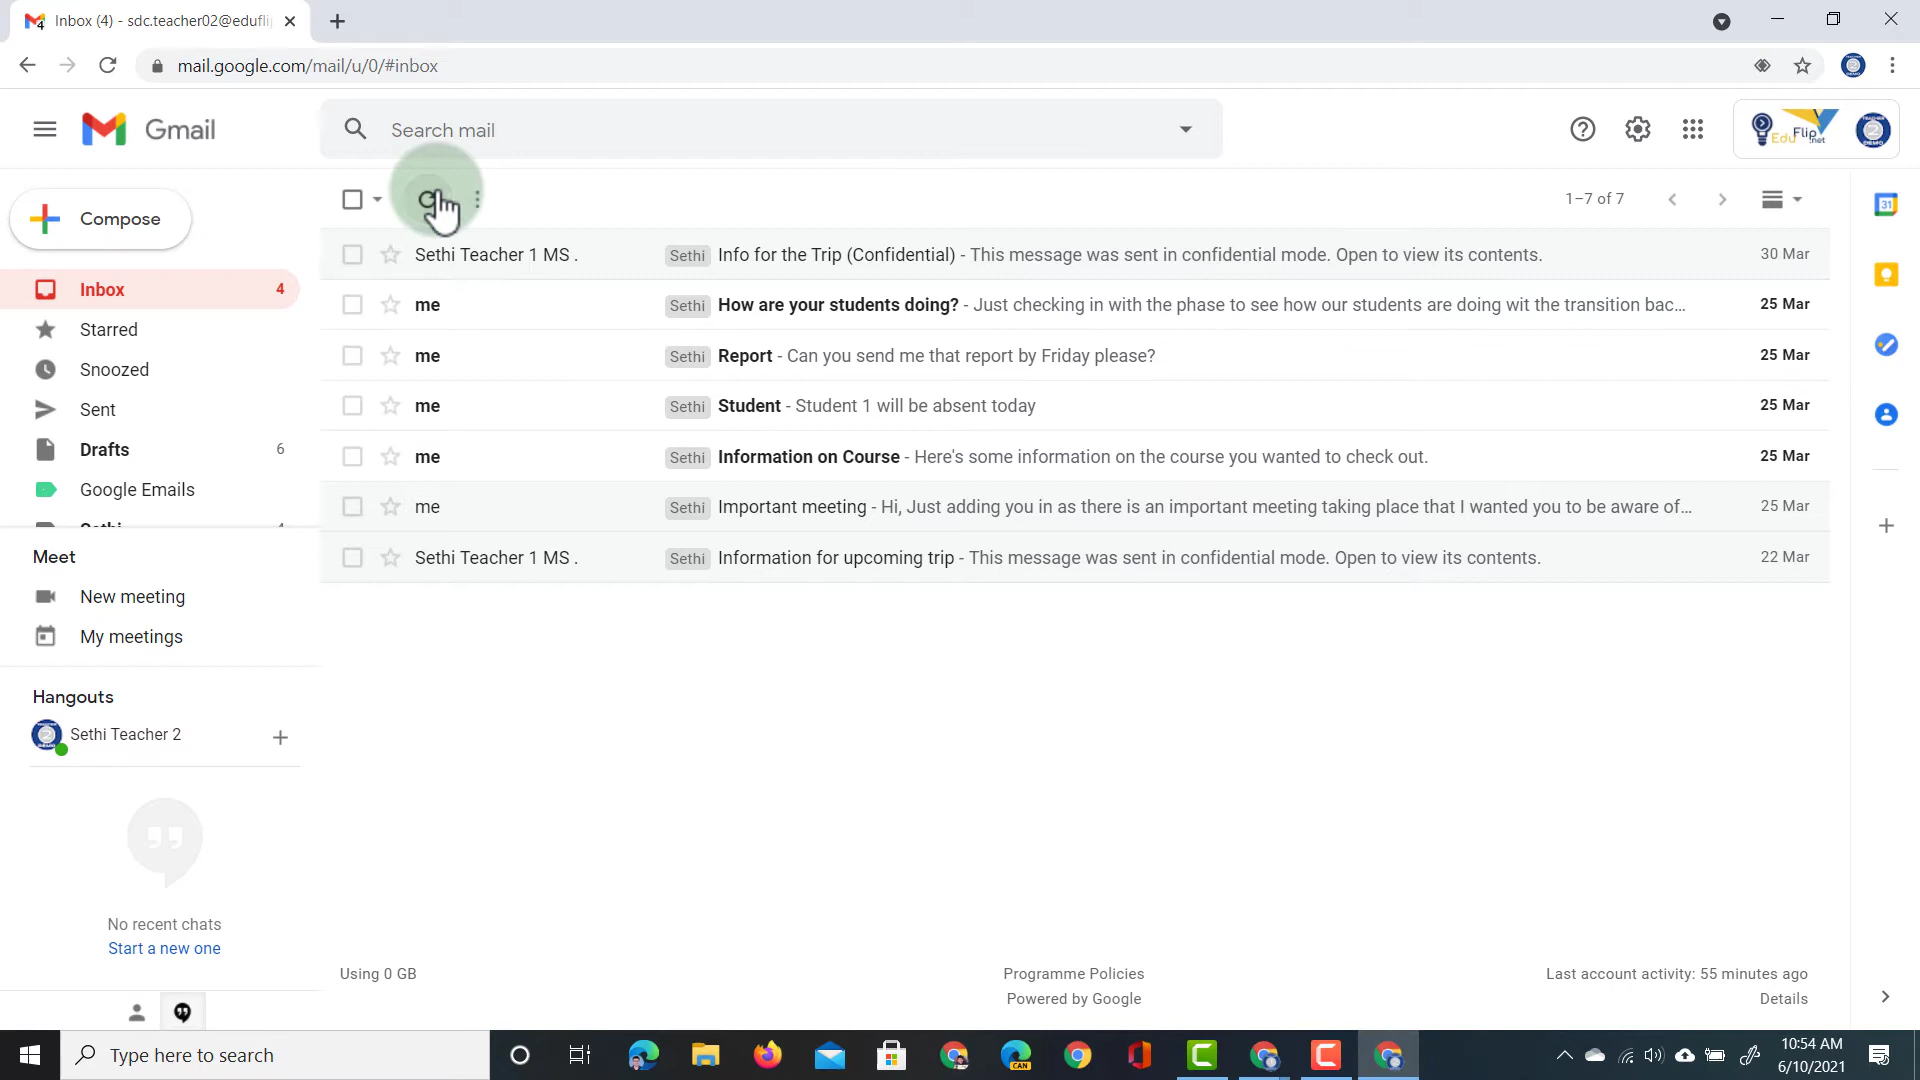 Inbox (4) - sdc.teacher02@edufli
mail.google.com/mail/u/0/#inbox
Gmail
Search mail
EduFlip.net
Compose
1–7 of 7
Inbox 4
Starred
Snoozed
Sent
Drafts 6
Google Emails
Sethi 4
Sethi Teacher 1 MS . Sethi Info for the Trip (Confidential) - This message was sent in confidential mode. Open to view its contents. 30 Mar
me Sethi How are your students doing? - Just checking in with the phase to see how our students are doing wit the transition bac... 25 Mar
me Sethi Report - Can you send me that report by Friday please? 25 Mar
me Sethi Student - Student 1 will be absent today 25 Mar
me Sethi Information on Course - Here's some information on the course you wanted to check out. 25 Mar
me Sethi Important meeting - Hi, Just adding you in as there is an important meeting taking place that I wanted you to be aware of... 25 Mar
Sethi Teacher 1 MS . Sethi Information for upcoming trip - This message was sent in confidential mode. Open to view its contents. 22 Mar
Meet
New meeting
My meetings
Hangouts
Sethi Teacher 2
No recent chats
Start a new one
Using 0 GB
Programme Policies
Powered by Google
Last account activity: 55 minutes ago
Details
31
Type here to search
CAN
10:54 AM
6/10/2021